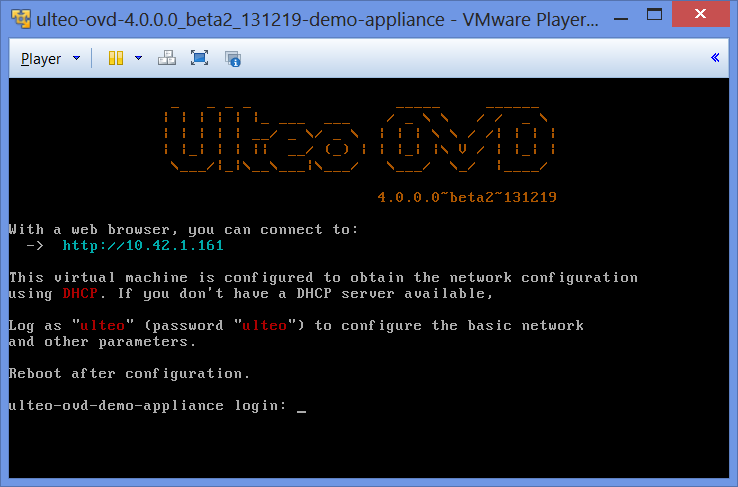 ulteo-ovd-4.0.0.0_beta2_131219-demo-appliance - VMware Player...
Player
Ulteo OVD
4.0.0.0~beta2~131219
With a web browser, you can connect to:
-> http://10.42.1.161
This virtual machine is configured to obtain the network configuration
using DHCP. If you don't have a DHCP server available,
Log as "ulteo" (password "ulteo") to configure the basic network
and other parameters.
Reboot after configuration.
ulteo-ovd-demo-appliance login: _